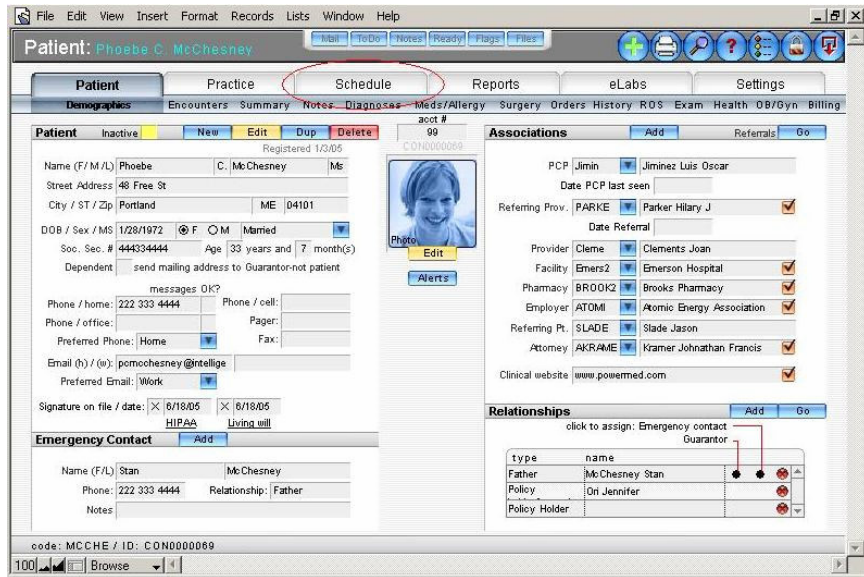 File Edit View Insert Format Records Lists Window Help
Patient: Phoebe C. McChesney
Mail ToDo Notes Ready Flags Files
Patient Practice Schedule Reports eLabs Settings
Demographics Encounters Summary Notes Diagnoses Meds/Allergy Surgery Orders History ROS Exam Health OB/Gyn Billing
Patient Inactive New Edit Dup Delete
Registered 1/3/05
Name (F/M/L) Phoebe C. McChesney Ms
Street Address 48 Free St
City / ST / Zip Portland ME 04101
DOB / Sex / MS 1/28/1972 F M Married
Soc. Sec. # 444334444 Age 33 years and 7 month(s)
Dependent send mailing address to Guarantor-not patient
messages OK?
Phone / home: 222 333 4444 Phone / cell:
Phone / office: Pager:
Preferred Phone: Home Fax:
Email (h) / (w): pcmcchesney@intellige
Preferred Email: Work
Signature on file / date: X 6/18/05 X 6/18/05
HIPAA Living will
Emergency Contact Add
Name (F/L) Stan McChesney
Phone: 222 333 4444 Relationship: Father
Notes
acct #
99
CON0000069
Photo
Edit
Alerts
Associations Add Referrals Go
PCP Jimin Jiminez Luis Oscar
Date PCP last seen
Referring Prov. PARKE Parker Hilary J
Date Referral
Provider Cleme Clements Joan
Facility Emers2 Emerson Hospital
Pharmacy BROOK2 Brooks Pharmacy
Employer ATOMI Atomic Energy Association
Referring Pt. SLADE Slade Jason
Attorney AKRAME Kramer Johnathan Francis
Clinical website www.powermed.com
Relationships Add Go
click to assign: Emergency contact
Guarantor
type name
Father McChesney Stan
Policy Ori Jennifer
Policy Holder
code: MCCHE / ID: CON0000069
100 Browse